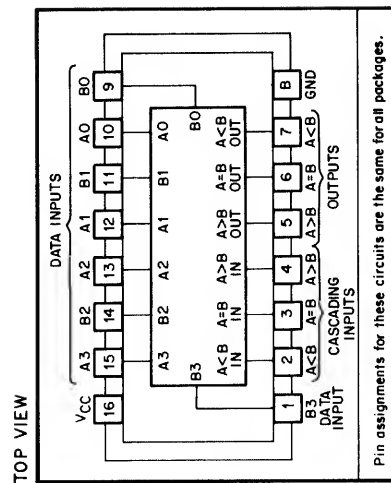 TOP VIEW
DATA INPUTS
VCC A3 B2 A2 A1 B1 A0 B0
16 15 14 13 12 11 10 9
A3 B2 A2 A1 B1 A0
B3 B0
A<B A=B A>B A>B A=B A<B
IN IN IN OUT OUT OUT
1 2 3 4 5 6 7 8
B3 A<B A=B A>B A>B A=B A<B GND
DATA INPUT
CASCADING INPUTS
OUTPUTS
Pin assignments for these circuits are the same for all packages.